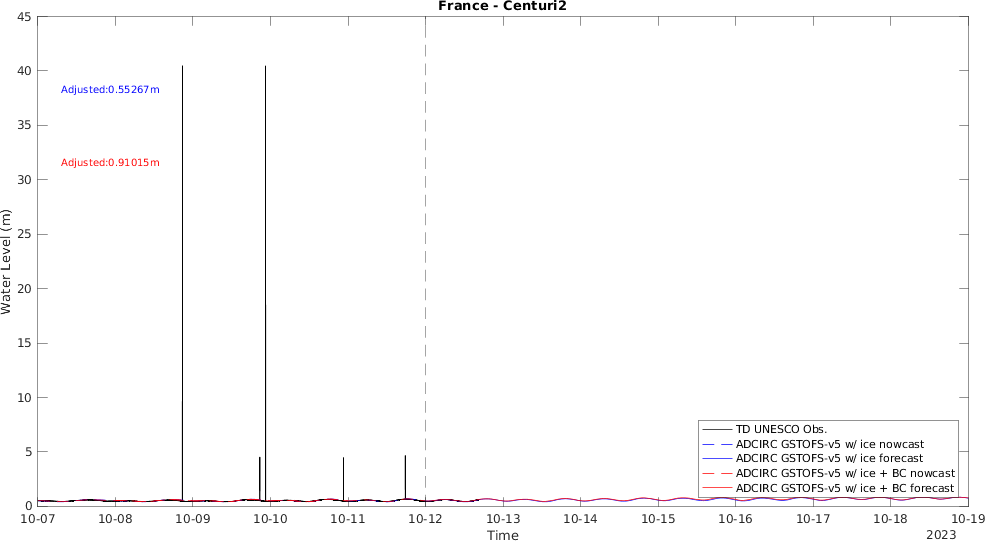 France - Centuri2
Water Level (m)
45
40
35
30
25
20
15
10
5
0
Adjusted:0.55267m
Adjusted:0.91015m
TD UNESCO Obs.
ADCIRC GSTOFS-v5 w/ ice nowcast
ADCIRC GSTOFS-v5 w/ ice forecast
ADCIRC GSTOFS-v5 w/ ice + BC nowcast
ADCIRC GSTOFS-v5 w/ ice + BC forecast
10-07 10-08 10-09 10-10 10-11 10-12 10-13 10-14 10-15 10-16 10-17 10-18 10-19
Time
2023